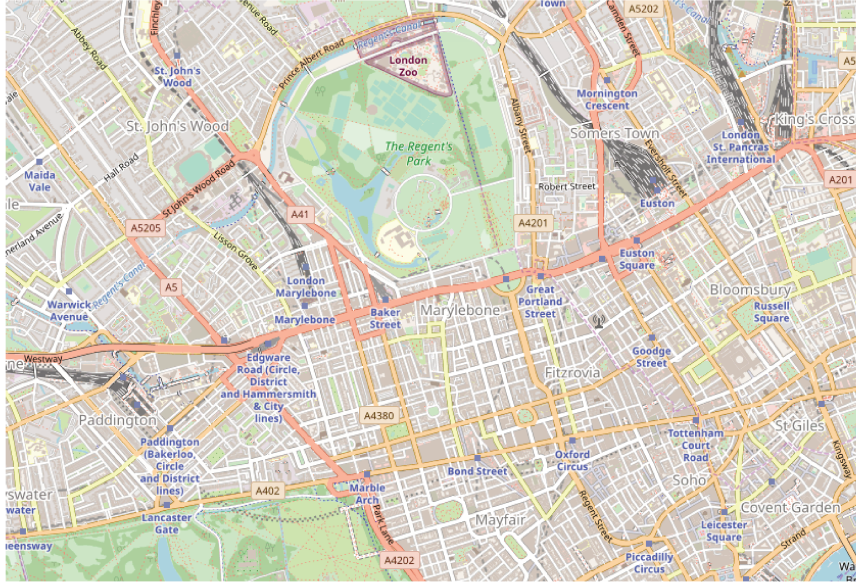 Town
A5202
Camden Street
Finchley
Abbey Road
Avenue Road
Regent's Canal
Prince Albert Road
London
Zoo
A5
St. John's
Wood
Mornington
Crescent
Albany Street
King's Cross
St. John's Wood
Somers Town
London
St. Pancras
International
The Regent's
Park
Eversholt Street
Hall Road
Maida
Vale
St John's Wood Road
Robert Street
A201
Euston
A41
A4201
A5205
Lisson Grove
Euston
Square
Regent's Canal
A5
London
Marylebone
Great
Portland
Street
Bloomsbury
Warwick
Avenue
Marylebone
Baker
Street
Marylebone
Russell
Square
Westway
Edgware
Road (Circle,
District
and Hammersmith
& City
lines)
Goodge
Street
Fitzrovia
Paddington
A4380
St Giles
Paddington
(Bakerloo,
Circle
and District
lines)
Tottenham
Court
Road
Kingsway
Oxford
Circus
Bond Street
Soho
A402
Marble
Arch
Lancaster
Gate
Park Lane
Mayfair
Regent Street
Covent Garden
Leicester
Square
Strand
Piccadilly
Circus
A4202